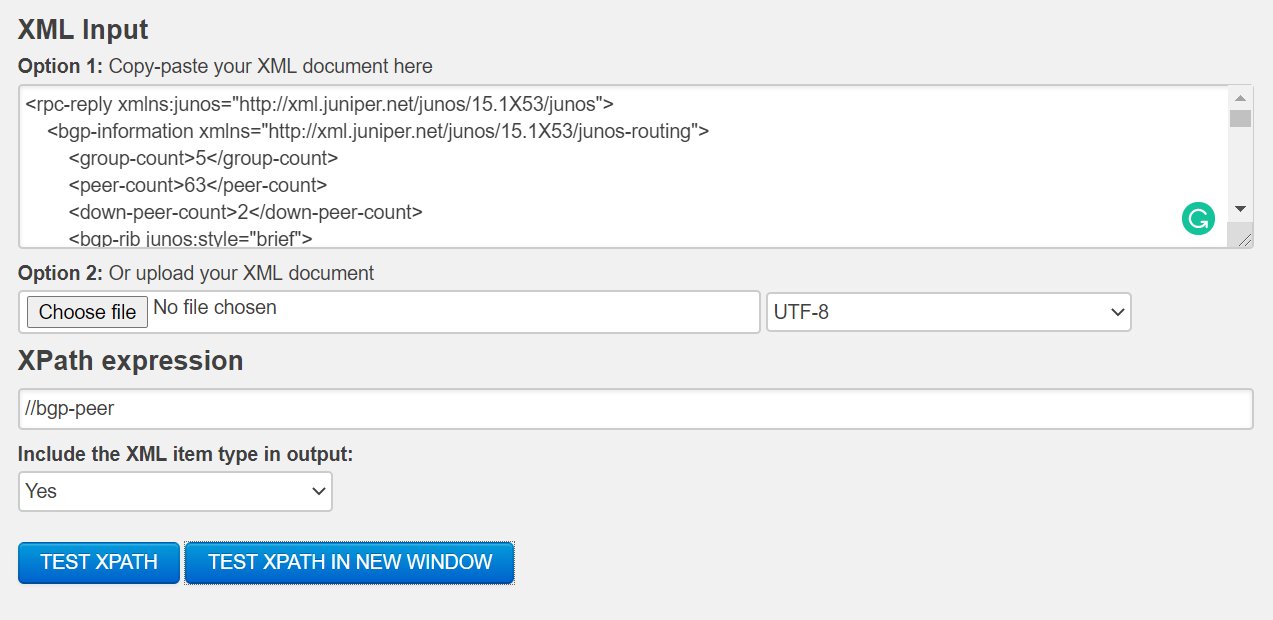 XML Input
Option 1: Copy-paste your XML document here
<rpc-reply xmlns:junos="http://xml.juniper.net/junos/15.1X53/junos">
<bgp-information xmlns="http://xml.juniper.net/junos/15.1X53/junos-routing">
<group-count>5</group-count>
<peer-count>63</peer-count>
<down-peer-count>2</down-peer-count>
<bgp-rib junos:style="brief">
Option 2: Or upload your XML document
Choose file No file chosen UTF-8
XPath expression
//bgp-peer
Include the XML item type in output:
Yes
TEST XPATH TEST XPATH IN NEW WINDOW